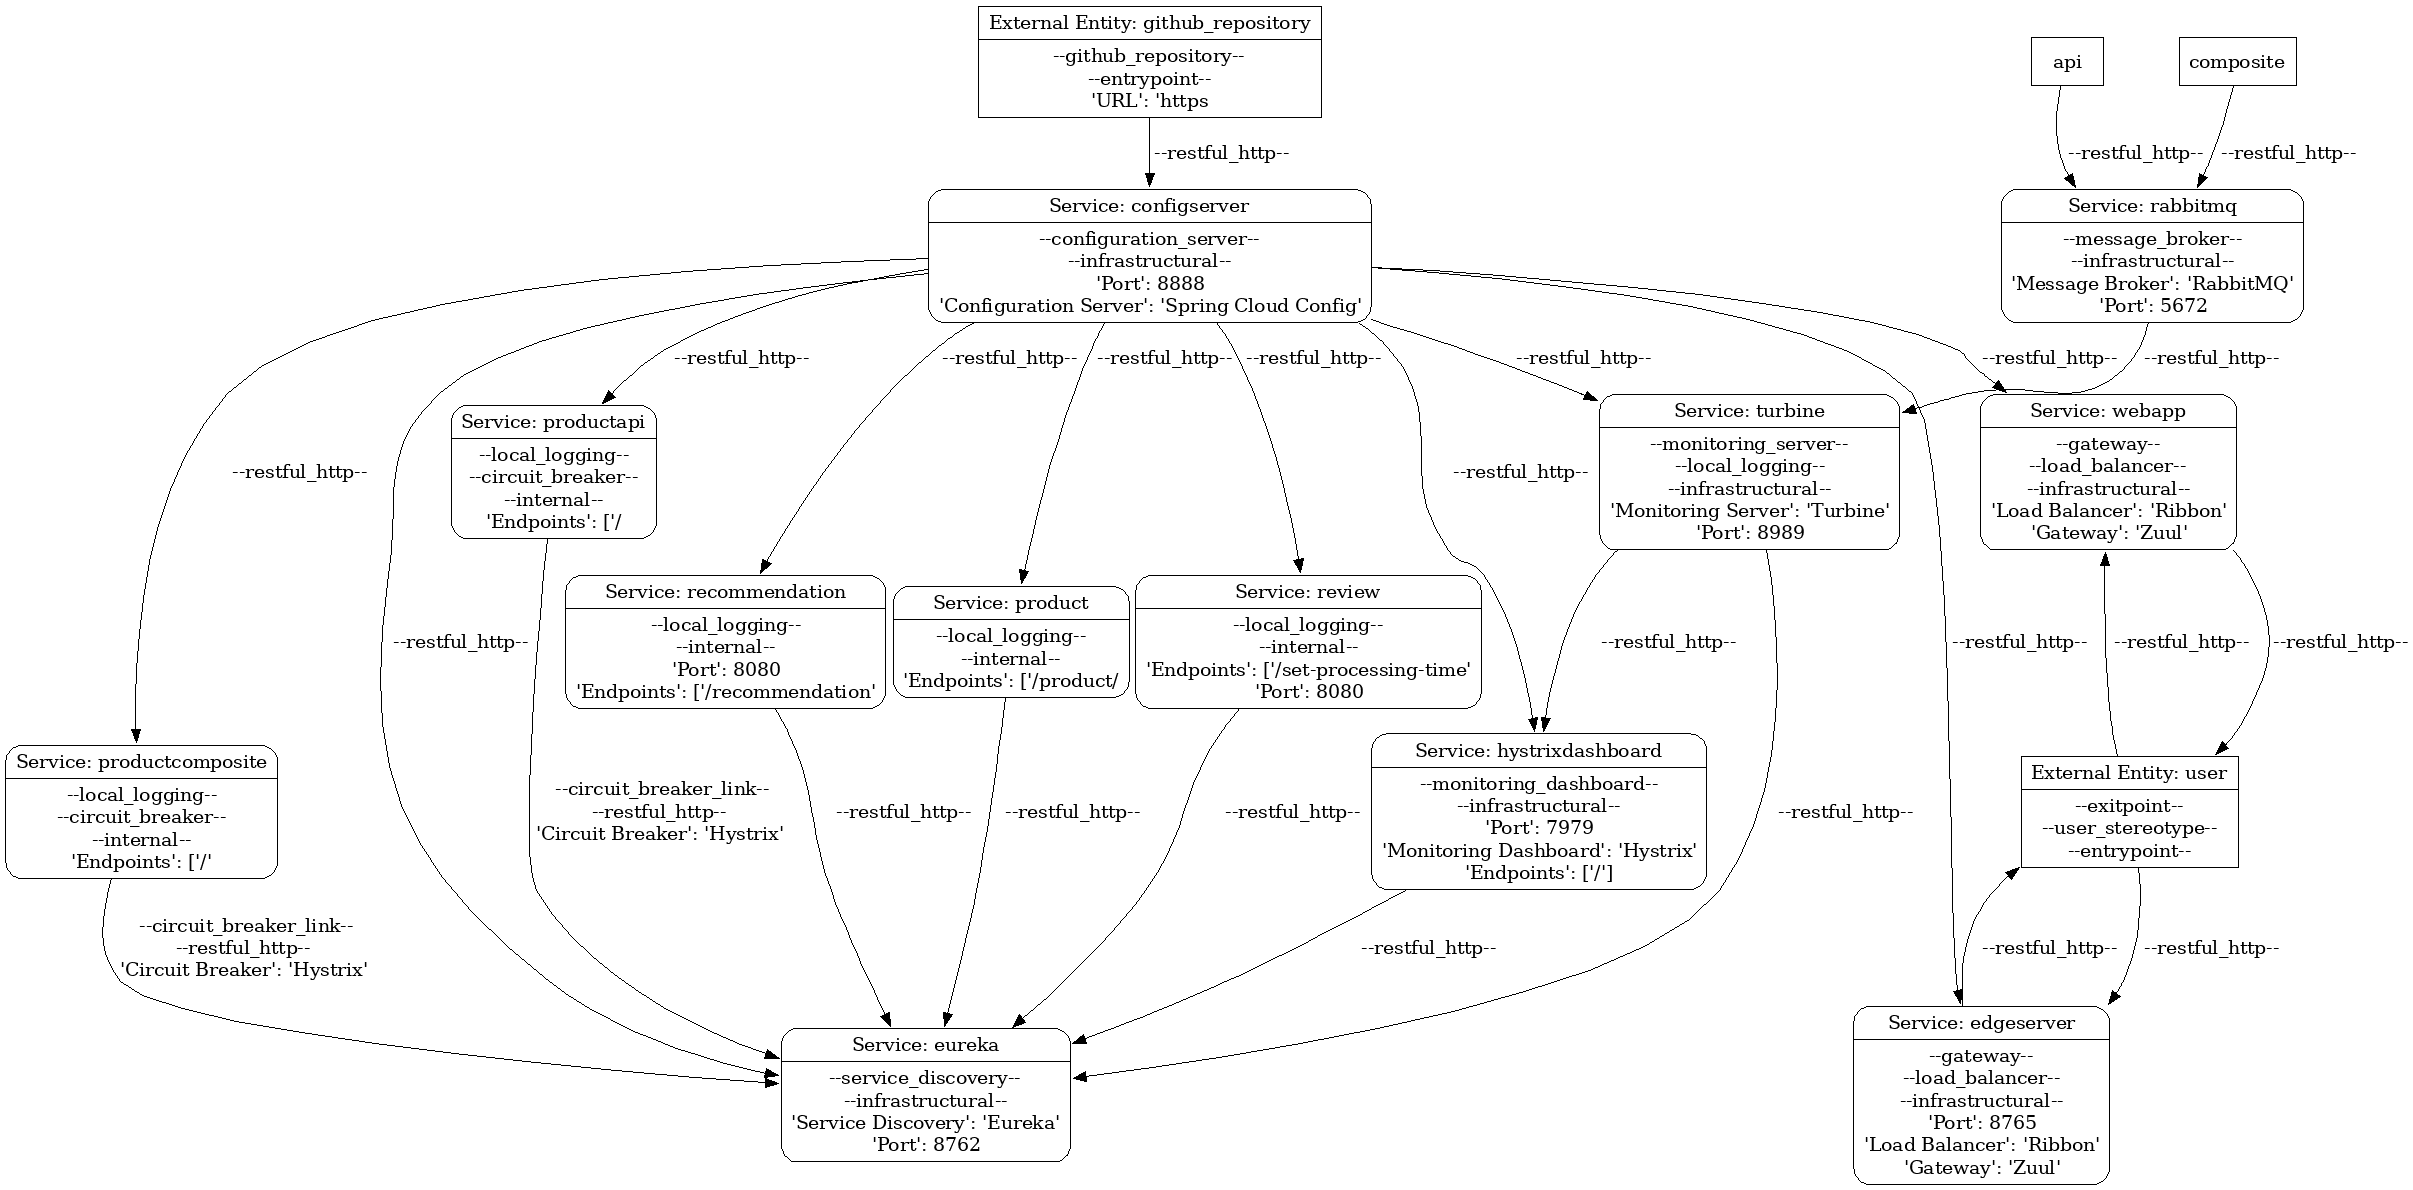 External Entity: github_repository
--github_repository--
--entrypoint--
'URL': 'https
api
composite
--restful_http--
--restful_http--
--restful_http--
Service: configserver
--configuration_server--
--infrastructural--
'Port': 8888
'Configuration Server': 'Spring Cloud Config'
Service: rabbitmq
--message_broker--
--infrastructural--
'Message Broker': 'RabbitMQ'
'Port': 5672
--restful_http--
--restful_http--
--restful_http--
--restful_http--
--restful_http--
--restful_http--
--restful_http--
--restful_http--
Service: productapi
--local_logging--
--circuit_breaker--
--internal--
'Endpoints': ['/
--restful_http--
Service: turbine
--monitoring_server--
--local_logging--
--infrastructural--
'Monitoring Server': 'Turbine'
'Port': 8989
Service: webapp
--gateway--
--load_balancer--
--infrastructural--
'Load Balancer': 'Ribbon'
'Gateway': 'Zuul'
--restful_http--
Service: recommendation
--local_logging--
--internal--
'Port': 8080
'Endpoints': ['/recommendation'
Service: product
--local_logging--
--internal--
'Endpoints': ['/product/
Service: review
--local_logging--
--internal--
'Endpoints': ['/set-processing-time'
'Port': 8080
--restful_http--
--restful_http--
--restful_http--
--restful_http--
Service: productcomposite
--local_logging--
--circuit_breaker--
--internal--
'Endpoints': ['/'
--circuit_breaker_link--
--restful_http--
'Circuit Breaker': 'Hystrix'
--restful_http--
--restful_http--
--restful_http--
Service: hystrixdashboard
--monitoring_dashboard--
--infrastructural--
'Port': 7979
'Monitoring Dashboard': 'Hystrix'
'Endpoints': ['/']
--restful_http--
External Entity: user
--exitpoint--
--user_stereotype--
--entrypoint--
--circuit_breaker_link--
--restful_http--
'Circuit Breaker': 'Hystrix'
--restful_http--
--restful_http--
--restful_http--
Service: eureka
--service_discovery--
--infrastructural--
'Service Discovery': 'Eureka'
'Port': 8762
Service: edgeserver
--gateway--
--load_balancer--
--infrastructural--
'Port': 8765
'Load Balancer': 'Ribbon'
'Gateway': 'Zuul'